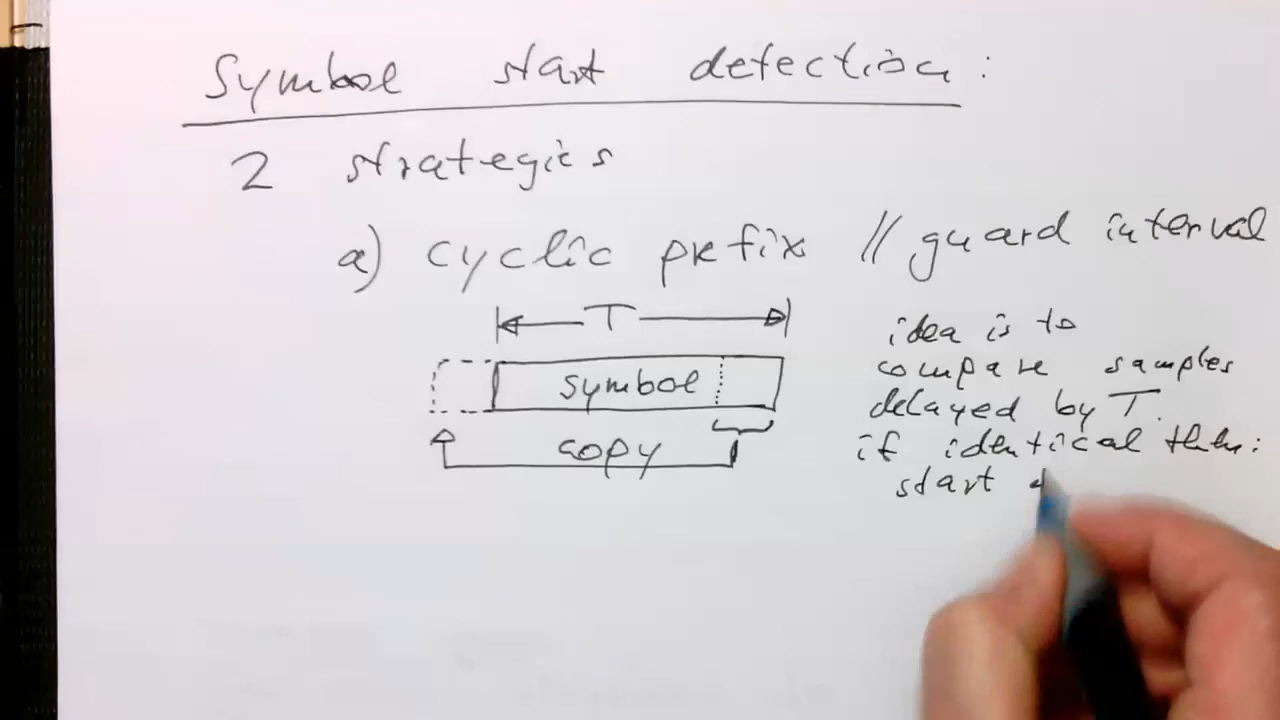 Symbol start detection:
2 strategies
a) cyclic prefix // guard interval
T
symbol
copy
idea is to
compare samples
delayed by T.
if identical then:
start